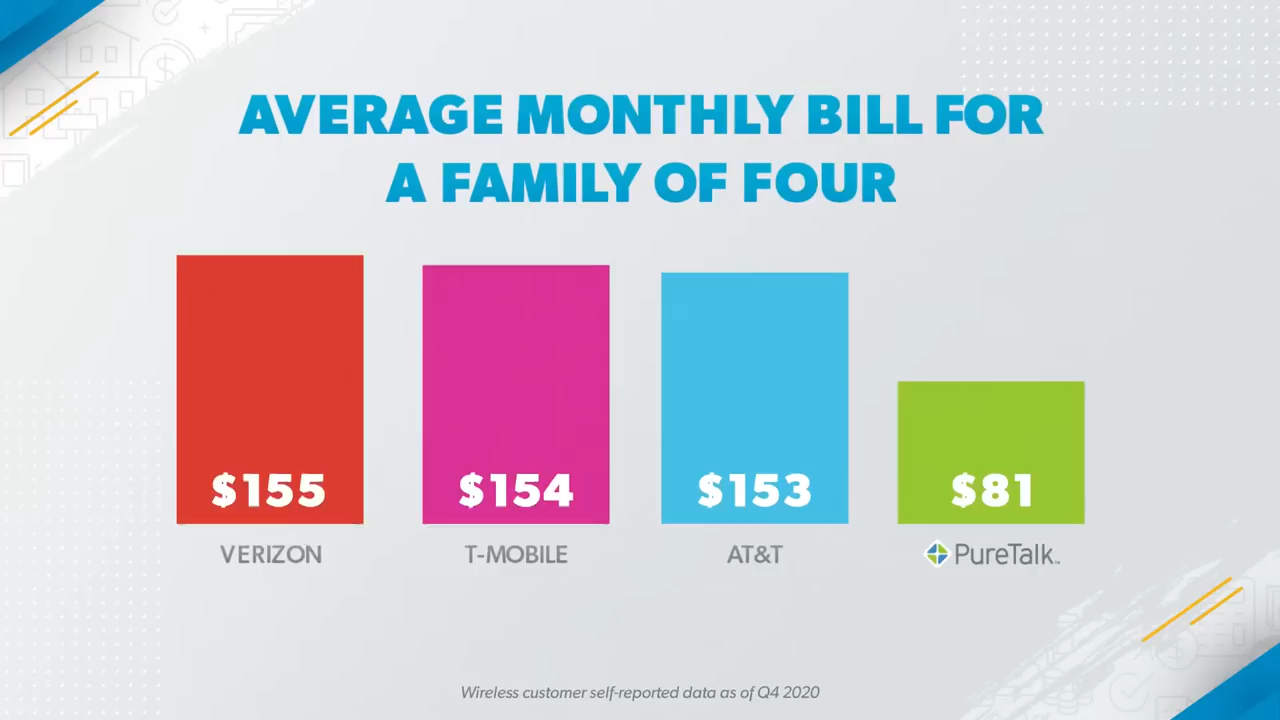 AVERAGE MONTHLY BILL FOR
A FAMILY OF FOUR
$155
$154
$153
$81
VERIZON
T-MOBILE
AT&T
PureTalk™
Wireless customer self-reported data as of Q4 2020